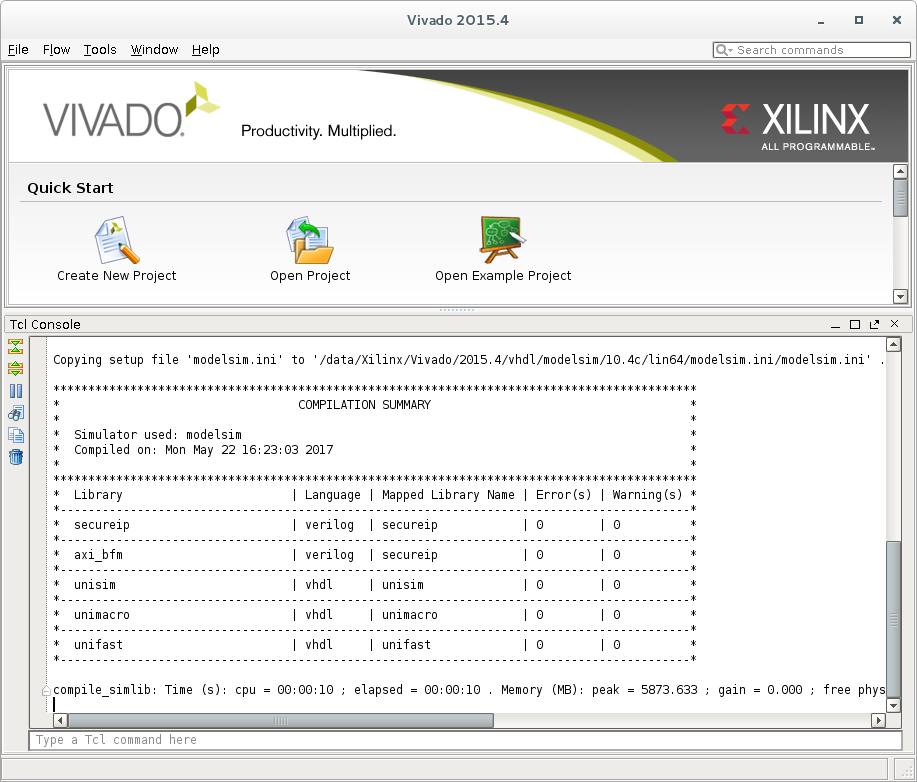 Vivado 2015.4
File Flow Tools Window Help
Search commands
VIVADO.
Productivity. Multiplied.
XILINX
ALL PROGRAMMABLE™
Quick Start
Create New Project Open Project Open Example Project
Tcl Console
Copying setup file 'modelsim.ini' to '/data/Xilinx/Vivado/2015.4/vhdl/modelsim/10.4c/lin64/modelsim.ini/modelsim.ini' .
********************************************************************************************
* COMPILATION SUMMARY *
* *
* Simulator used: modelsim *
* Compiled on: Mon May 22 16:23:03 2017 *
* *
********************************************************************************************
* Library | Language | Mapped Library Name | Error(s) | Warning(s) *
*------------------------------------------------------------------------------------------*
* secureip | verilog | secureip | 0 | 0 *
*------------------------------------------------------------------------------------------*
* axi_bfm | verilog | secureip | 0 | 0 *
*------------------------------------------------------------------------------------------*
* unisim | vhdl | unisim | 0 | 0 *
*------------------------------------------------------------------------------------------*
* unimacro | vhdl | unimacro | 0 | 0 *
*------------------------------------------------------------------------------------------*
* unifast | vhdl | unifast | 0 | 0 *
*------------------------------------------------------------------------------------------*
compile_simlib: Time (s): cpu = 00:00:10 ; elapsed = 00:00:10 . Memory (MB): peak = 5873.633 ; gain = 0.000 ; free phys
Type a Tcl command here